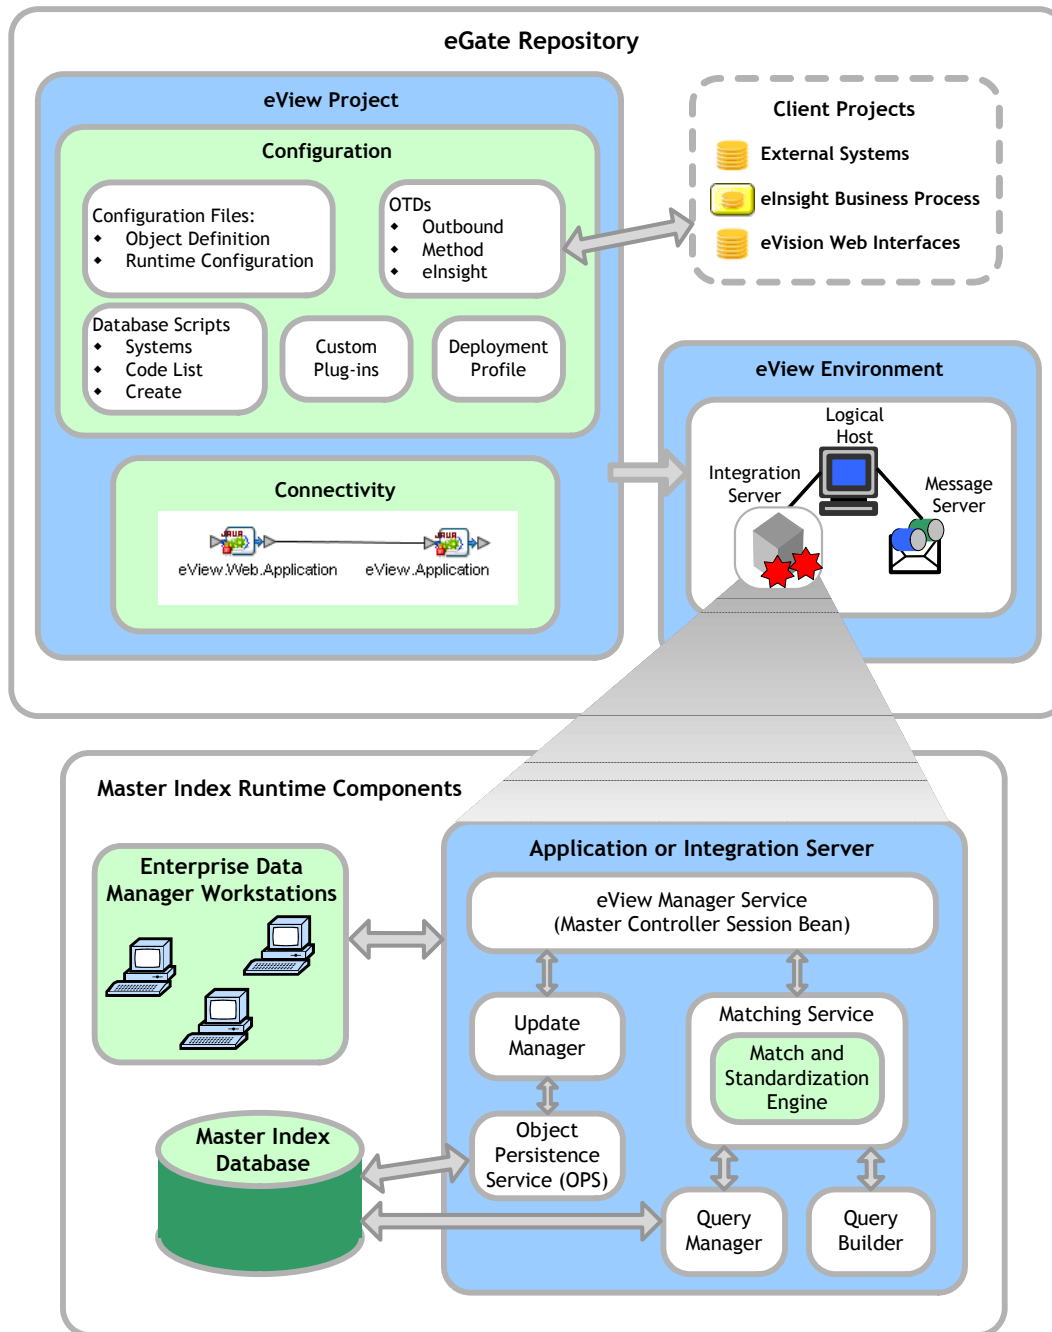 eGate Repository
eView Project
Configuration
Configuration Files:
Object Definition
Runtime Configuration
OTDs
Outbound
Method
eInsight
Database Scripts
Systems
Code List
Create
Custom
Plug-ins
Deployment
Profile
Connectivity
JAVA
eView.Web.Application
JAVA
eView.Application
Client Projects
External Systems
eInsight Business Process
eVision Web Interfaces
eView Environment
Logical
Host
Integration
Server
Message
Server
Master Index Runtime Components
Enterprise Data
Manager Workstations
Master Index
Database
Application or Integration Server
eView Manager Service
(Master Controller Session Bean)
Update
Manager
Matching Service
Match and
Standardization
Engine
Object
Persistence
Service (OPS)
Query
Manager
Query
Builder